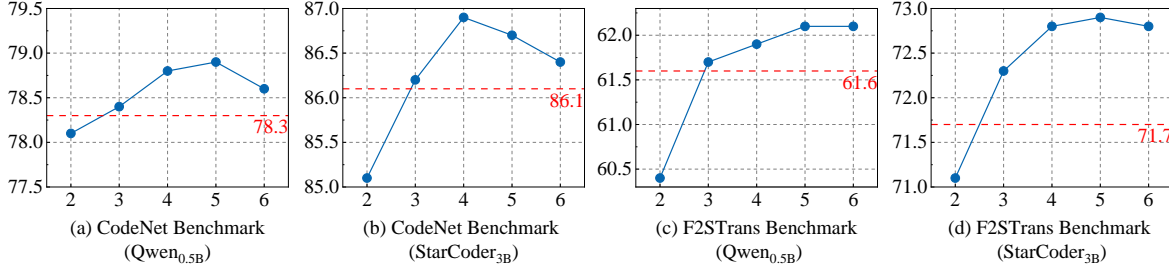 79.5
79.0
78.5
78.0
77.5
78.3
2 3 4 5 6
(a) CodeNet Benchmark
(Qwen0.5B)
87.0
86.5
86.0
85.5
85.0
86.1
2 3 4 5 6
(b) CodeNet Benchmark
(StarCoder3B)
62.0
61.5
61.0
60.5
61.6
2 3 4 5 6
(c) F2STrans Benchmark
(Qwen0.5B)
73.0
72.5
72.0
71.5
71.0
71.7
2 3 4 5 6
(d) F2STrans Benchmark
(StarCoder3B)